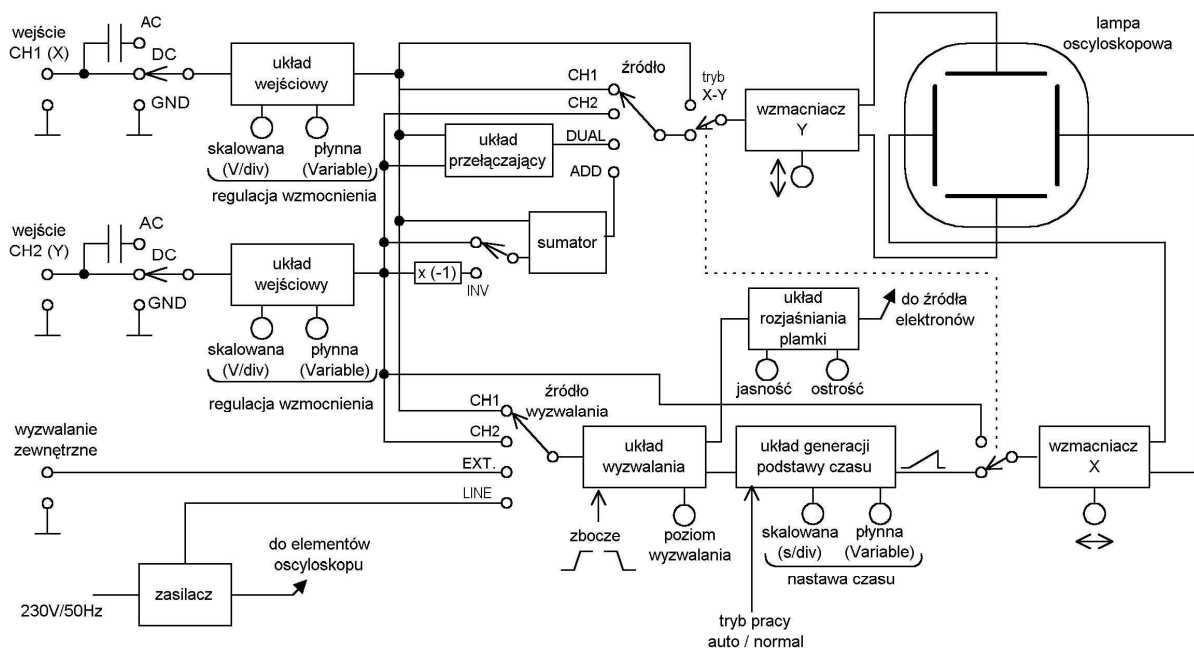 wejście
CH1 (X)
AC
DC
GND
układ
wejściowy
skalowana
(V/div)
płynna
(Variable)
regulacja wzmocnienia
CH1
CH2
DUAL
ADD
źródło
układ
przełączający
sumator
x (-1)
INV
tryb
X-Y
wzmacniacz
Y
lampa
oscyloskopowa
wejście
CH2 (Y)
AC
DC
GND
układ
wejściowy
skalowana
(V/div)
płynna
(Variable)
regulacja wzmocnienia
układ
rozjaśniania
plamki
jasność
ostrość
do źródła
elektronów
wyzwalanie
zewnętrzne
CH1
CH2
EXT.
LINE
źródło
wyzwalania
układ
wyzwalania
zbocze
poziom
wyzwalania
układ generacji
podstawy czasu
skalowana
(s/div)
płynna
(Variable)
nastawa czasu
tryb pracy
auto / normal
wzmacniacz
X
230V/50Hz
zasilacz
do elementów
oscyloskopu